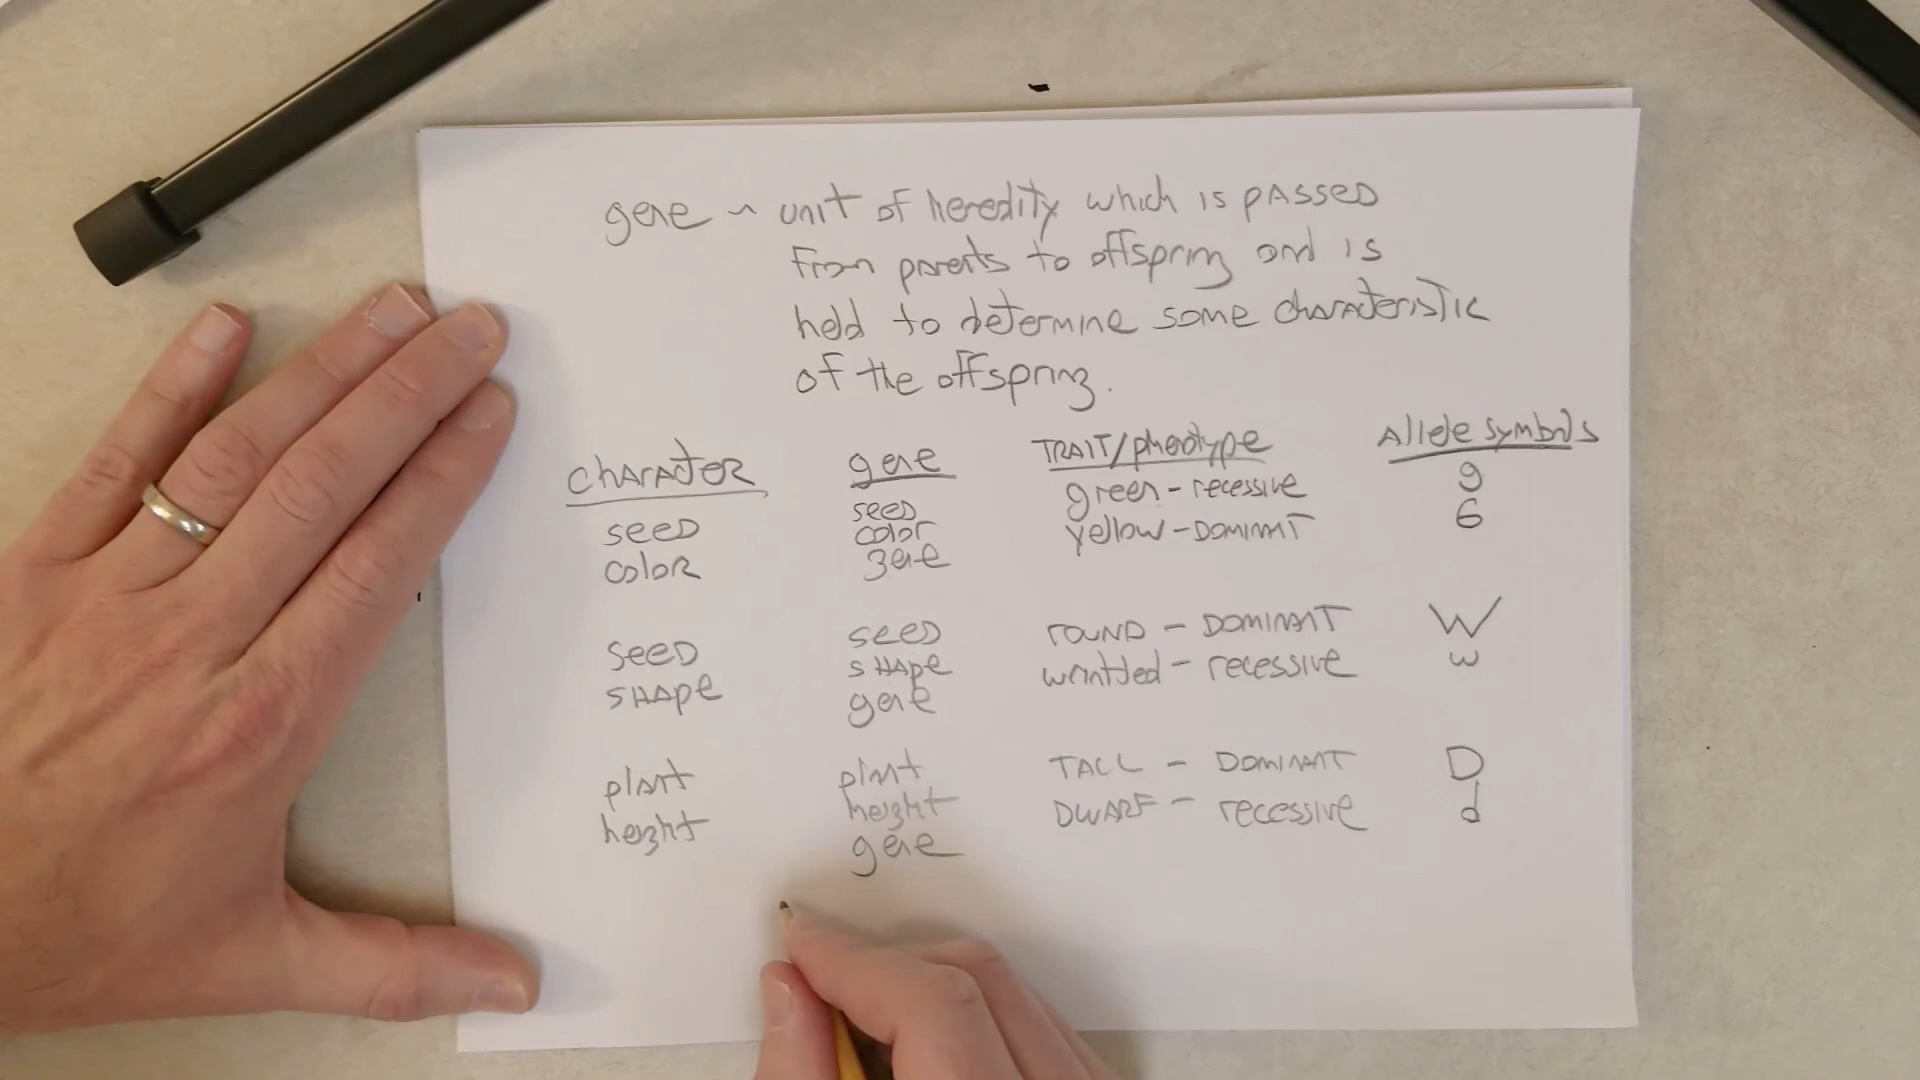 gene ~ unit of heredity which is PASSED
from parents to offspring and is
held to determine some characteristic
of the offspring.
CHARACTER gene TRAIT/phenotype Allele symbols
seed color
seed color gene
green - recessive
yellow - DOMINANT
g
G
seed shape
seed shape gene
round - DOMINANT
wrinkled - recessive
W
w
plant height
plant height gene
TALL - DOMINANT
DWARF - recessive
D
d